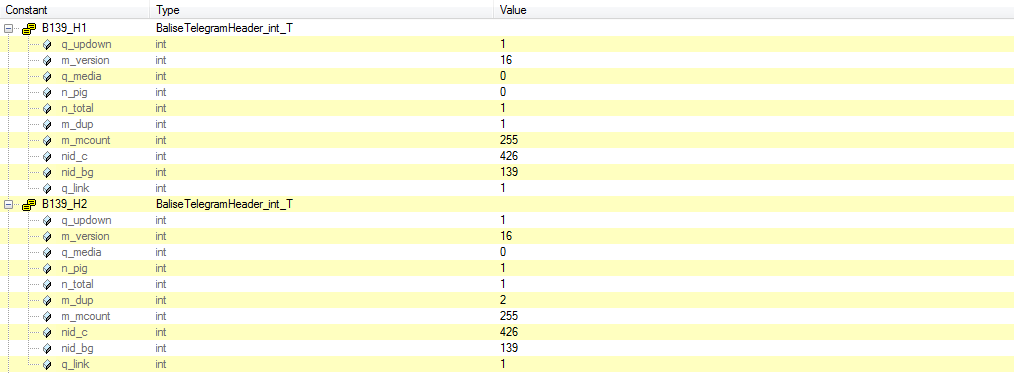 Constant Type Value
B139_H1 BaliseTelegramHeader_int_T
q_updown int 1
m_version int 16
q_media int 0
n_pig int 0
n_total int 1
m_dup int 1
m_mcount int 255
nid_c int 426
nid_bg int 139
q_link int 1
B139_H2 BaliseTelegramHeader_int_T
q_updown int 1
m_version int 16
q_media int 0
n_pig int 1
n_total int 1
m_dup int 2
m_mcount int 255
nid_c int 426
nid_bg int 139
q_link int 1